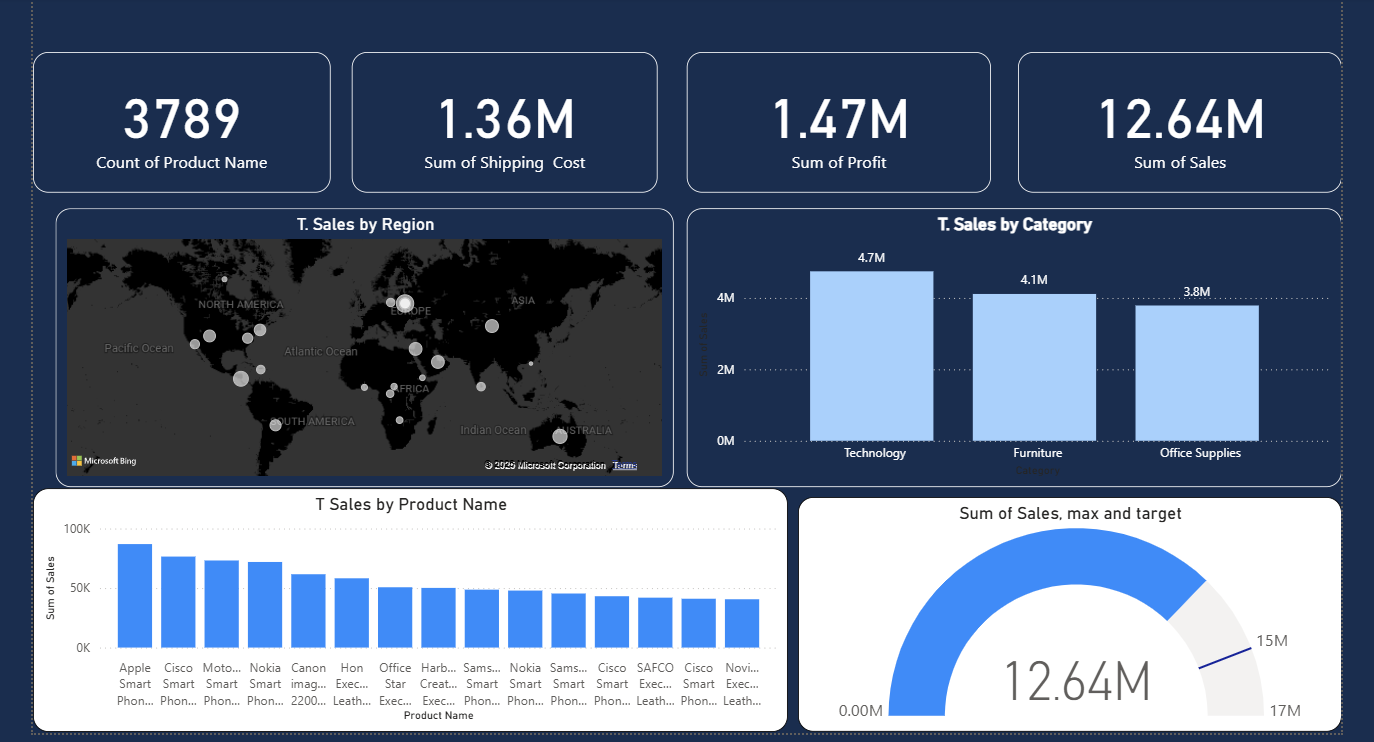 3789
Count of Product Name
1.36M
Sum of Shipping Cost
1.47M
Sum of Profit
12.64M
Sum of Sales
T. Sales by Region
NORTH AMERICA
EUROPE
ASIA
Pacific Ocean
Atlantic Ocean
AFRICA
SOUTH AMERICA
Indian Ocean
AUSTRALIA
Microsoft Bing
© 2025 Microsoft Corporation Terms
T. Sales by Category
4.7M
4.1M
3.8M
4M
2M
0M
Sum of Sales
Technology
Furniture
Office Supplies
Category
T Sales by Product Name
100K
50K
0K
Sum of Sales
Apple Smart Phon...
Cisco Smart Phon...
Moto... Smart Phon...
Nokia Smart Phon...
Canon imag... 2200...
Hon Exec... Leath...
Office Star Exec...
Harb... Creat... Exec...
Sams... Smart Phon...
Nokia Smart Phon...
Sams... Smart Phon...
Cisco Smart Phon...
SAFCO Exec... Leath...
Cisco Smart Phon...
Novi... Exec... Leath...
Product Name
Sum of Sales, max and target
15M
12.64M
0.00M
17M